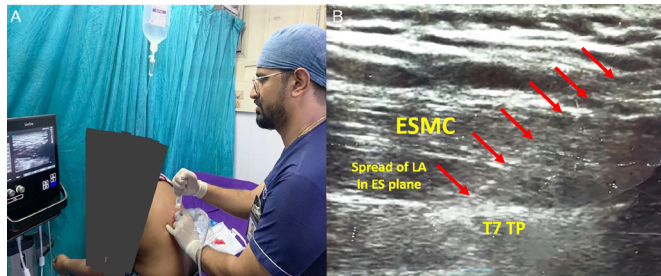 A
B
ESMC
Spread of LA
in ES plane
T7 TP